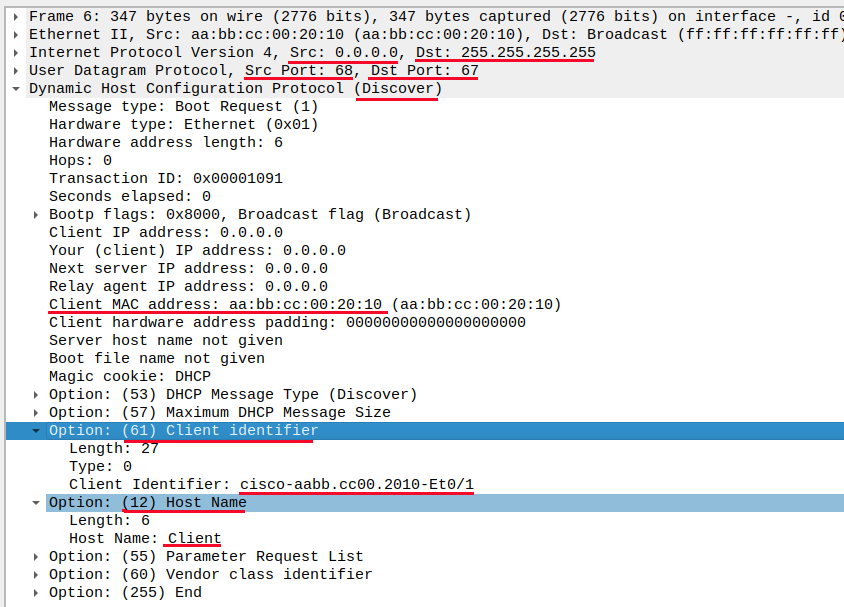 Frame 6: 347 bytes on wire (2776 bits), 347 bytes captured (2776 bits) on interface -, id 0
Ethernet II, Src: aa:bb:cc:00:20:10 (aa:bb:cc:00:20:10), Dst: Broadcast (ff:ff:ff:ff:ff:ff)
Internet Protocol Version 4, Src: 0.0.0.0, Dst: 255.255.255.255
User Datagram Protocol, Src Port: 68, Dst Port: 67
Dynamic Host Configuration Protocol (Discover)
Message type: Boot Request (1)
Hardware type: Ethernet (0x01)
Hardware address length: 6
Hops: 0
Transaction ID: 0x00001091
Seconds elapsed: 0
Bootp flags: 0x8000, Broadcast flag (Broadcast)
Client IP address: 0.0.0.0
Your (client) IP address: 0.0.0.0
Next server IP address: 0.0.0.0
Relay agent IP address: 0.0.0.0
Client MAC address: aa:bb:cc:00:20:10 (aa:bb:cc:00:20:10)
Client hardware address padding: 00000000000000000000
Server host name not given
Boot file name not given
Magic cookie: DHCP
Option: (53) DHCP Message Type (Discover)
Option: (57) Maximum DHCP Message Size
Option: (61) Client identifier
Length: 27
Type: 0
Client Identifier: cisco-aabb.cc00.2010-Et0/1
Option: (12) Host Name
Length: 6
Host Name: Client
Option: (55) Parameter Request List
Option: (60) Vendor class identifier
Option: (255) End